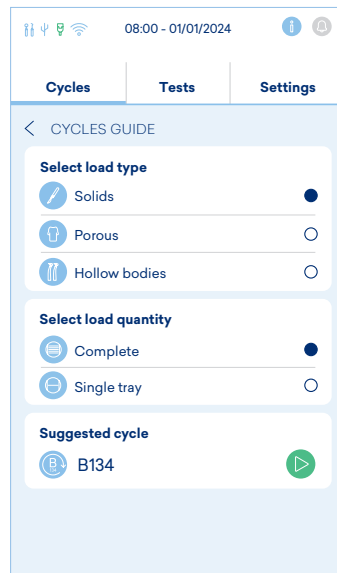 08:00 - 01/01/2024
Cycles Tests Settings
CYCLES GUIDE
Select load type
Solids
Porous
Hollow bodies
Select load quantity
Complete
Single tray
Suggested cycle
B134